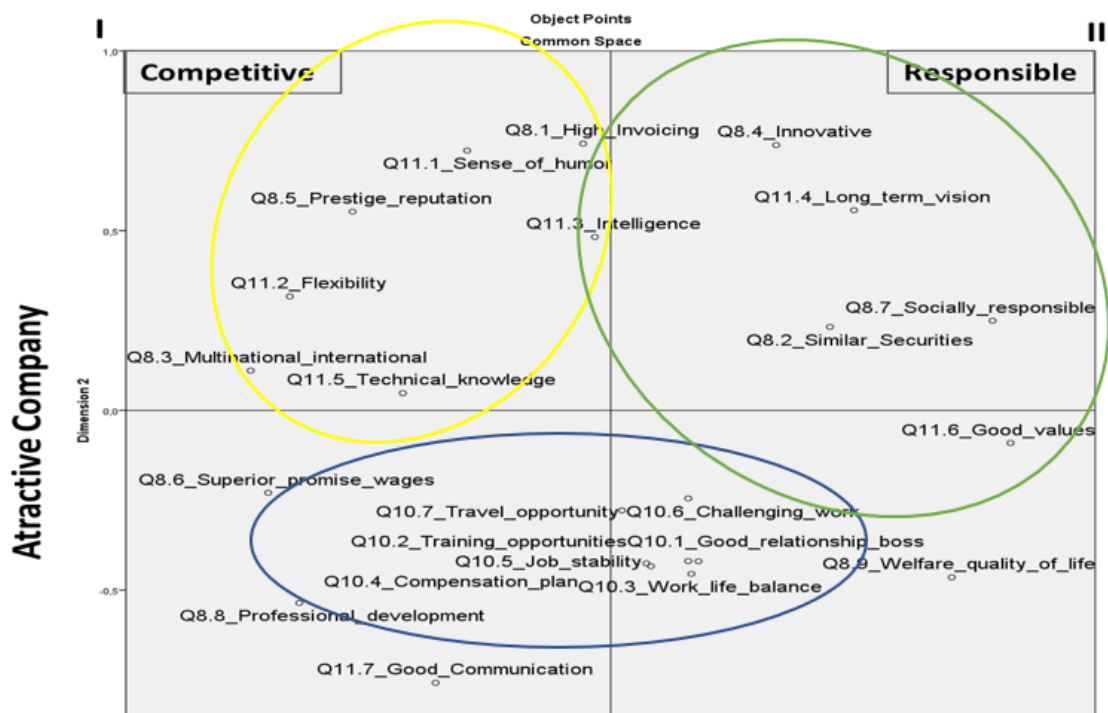 Object Points
I
II
Common Space
1,0
Competitive
Responsible
Q8.1_High_Invoicing
Q8.4_Innovative
Q11.1_Sense_of_humor
Q8.5_Prestige_reputation
Q11.4_Long_term_vision
Q11.3_Intelligence
0,5
Q11.2_Flexibility
Q8.7_Socially_responsible
Q8.2_Similar_Securities
Q8.3_Multinational_international
Q11.5_Technical_knowledge
Atractive Company
Dimension 2
0,0
Q11.6_Good_values
Q8.6_Superior_promise_wages
Q10.7_Travel_opportunity
Q10.6_Challenging_work
Q10.2_Training_opportunities
Q10.1_Good_relationship_boss
Q10.5_Job_stability
Q8.9_Welfare_quality_of_life
Q10.4_Compensation_plan
Q10.3_Work_life_balance
-0,5
Q8.8_Professional_development
Q11.7_Good_Communication